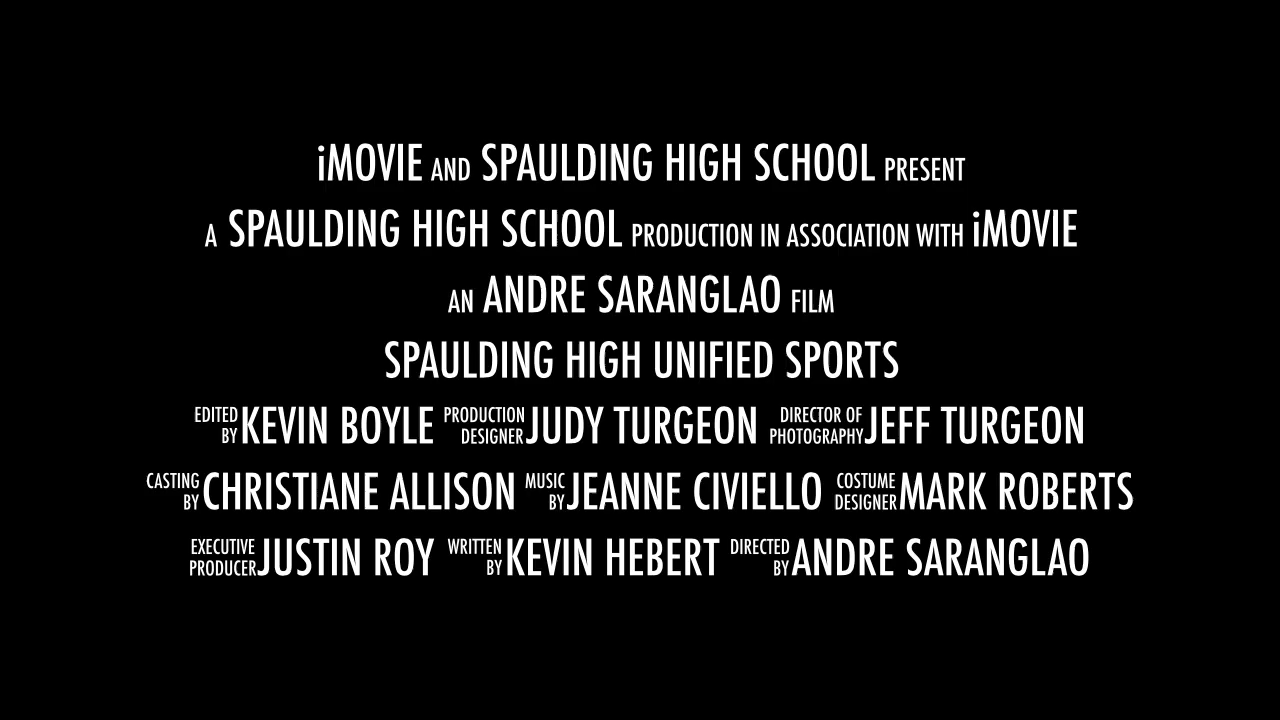 iMOVIE AND SPAULDING HIGH SCHOOL PRESENT
A SPAULDING HIGH SCHOOL PRODUCTION IN ASSOCIATION WITH iMOVIE
AN ANDRE SARANGLAO FILM
SPAULDING HIGH UNIFIED SPORTS
EDITED BY KEVIN BOYLE PRODUCTION DESIGNER JUDY TURGEON DIRECTOR OF PHOTOGRAPHY JEFF TURGEON
CASTING BY CHRISTIANE ALLISON MUSIC BY JEANNE CIVIELLO COSTUME DESIGNER MARK ROBERTS
EXECUTIVE PRODUCER JUSTIN ROY WRITTEN BY KEVIN HEBERT DIRECTED BY ANDRE SARANGLAO